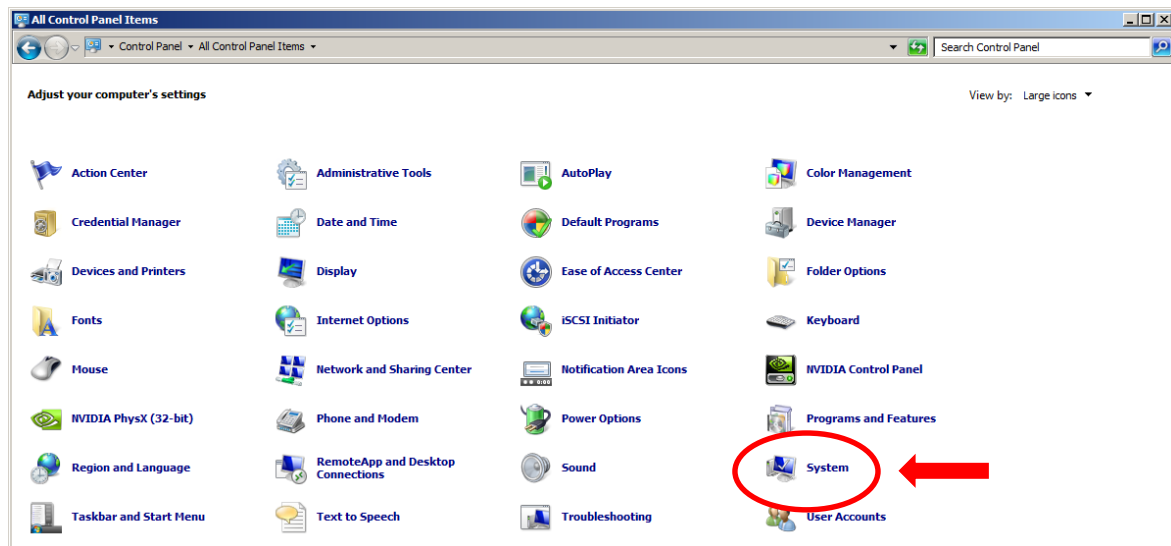 All Control Panel Items
Control Panel All Control Panel Items Search Control Panel
Adjust your computer's settings View by: Large icons
Action Center Administrative Tools AutoPlay Color Management
Credential Manager Date and Time Default Programs Device Manager
Devices and Printers Display Ease of Access Center Folder Options
Fonts Internet Options iSCSI Initiator Keyboard
Mouse Network and Sharing Center Notification Area Icons NVIDIA Control Panel
NVIDIA PhysX (32-bit) Phone and Modem Power Options Programs and Features
Region and Language RemoteApp and Desktop Connections Sound System
Taskbar and Start Menu Text to Speech Troubleshooting User Accounts